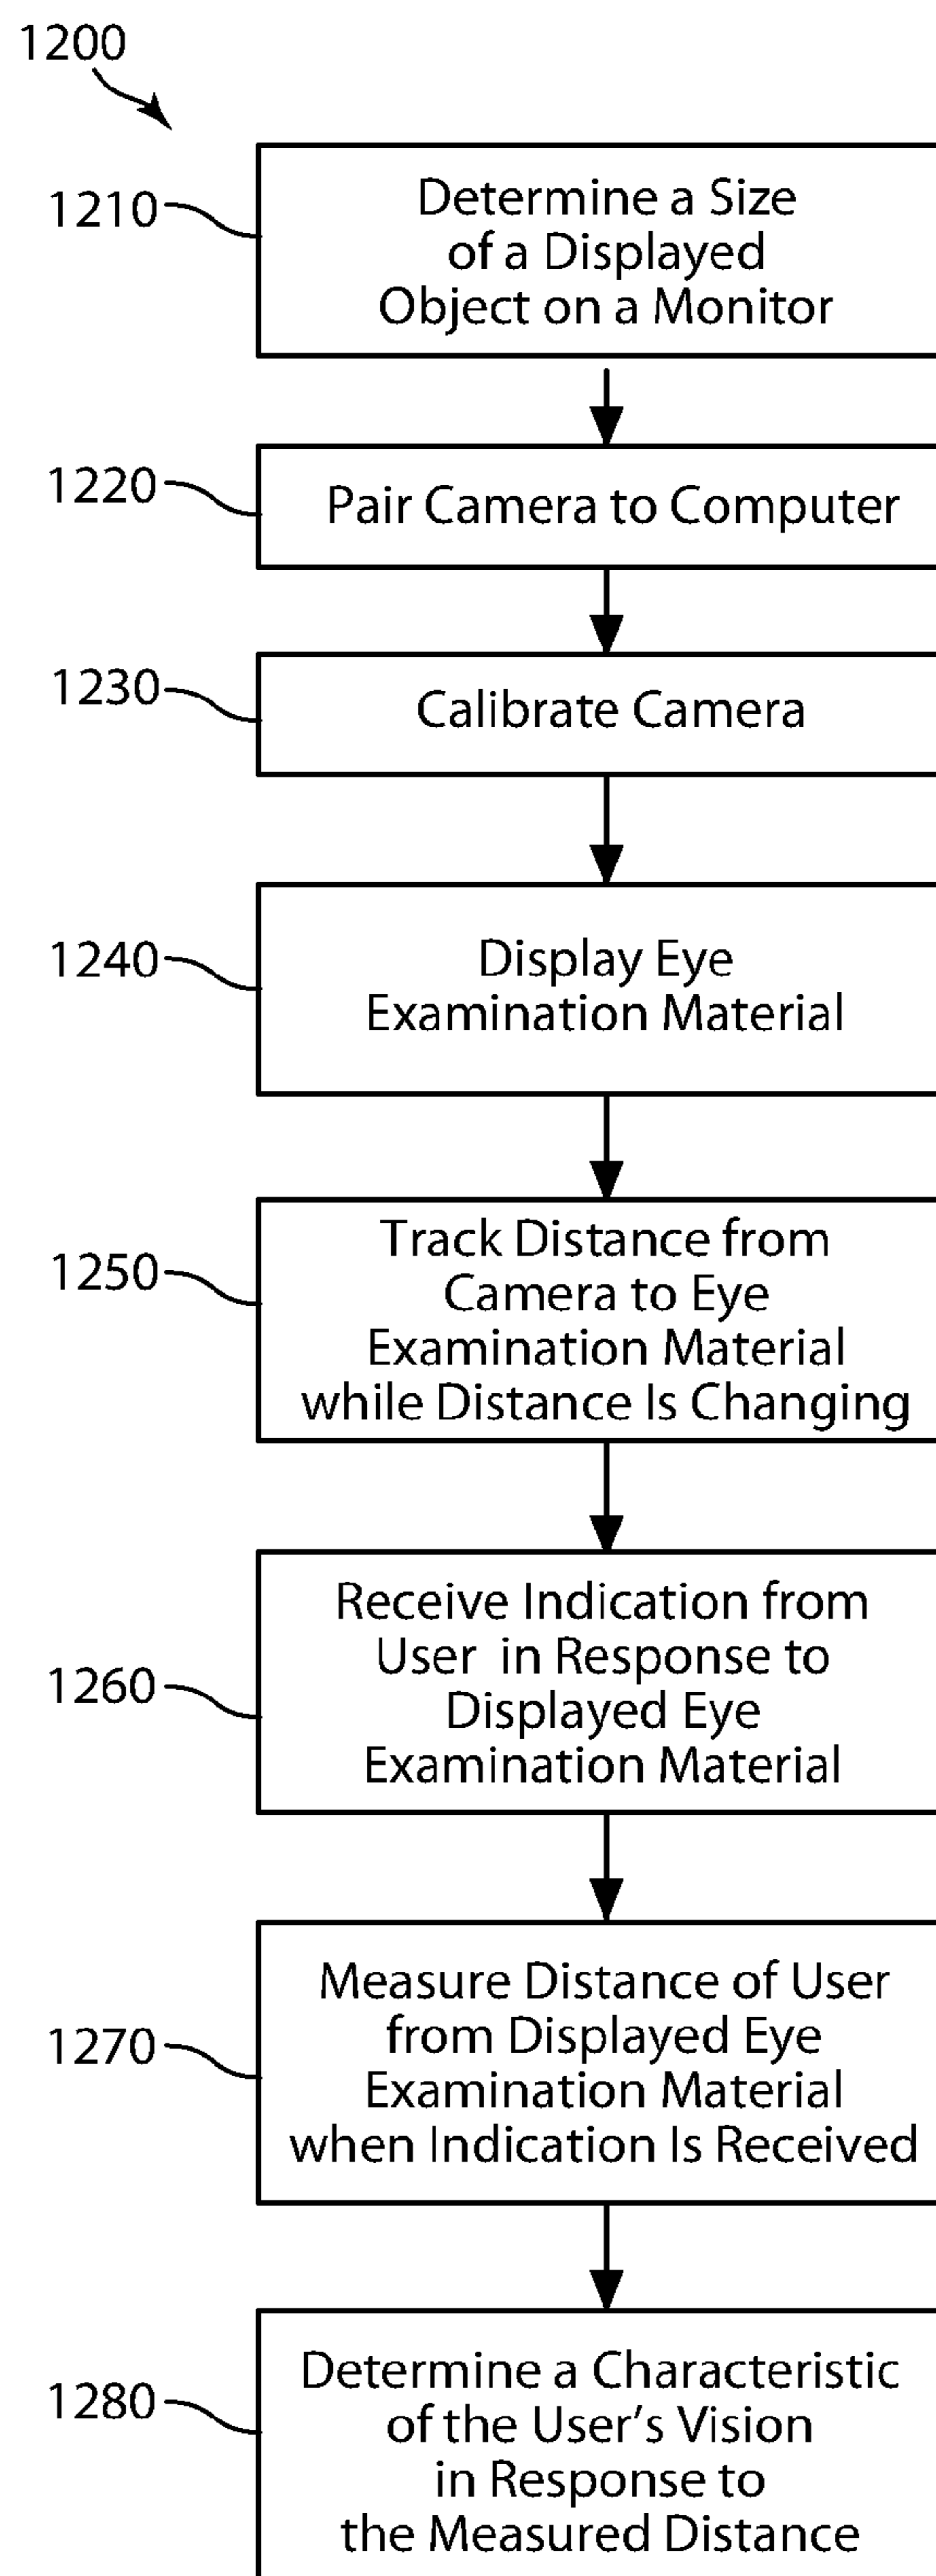 1200
1210
Determine a Size
of a Displayed
Object on a Monitor
1220
Pair Camera to Computer
1230
Calibrate Camera
1240
Display Eye
Examination Material
1250
Track Distance from
Camera to Eye
Examination Material
while Distance Is Changing
1260
Receive Indication from
User in Response to
Displayed Eye
Examination Material
1270
Measure Distance of User
from Displayed Eye
Examination Material
when Indication Is Received
1280
Determine a Characteristic
of the User's Vision
in Response to
the Measured Distance